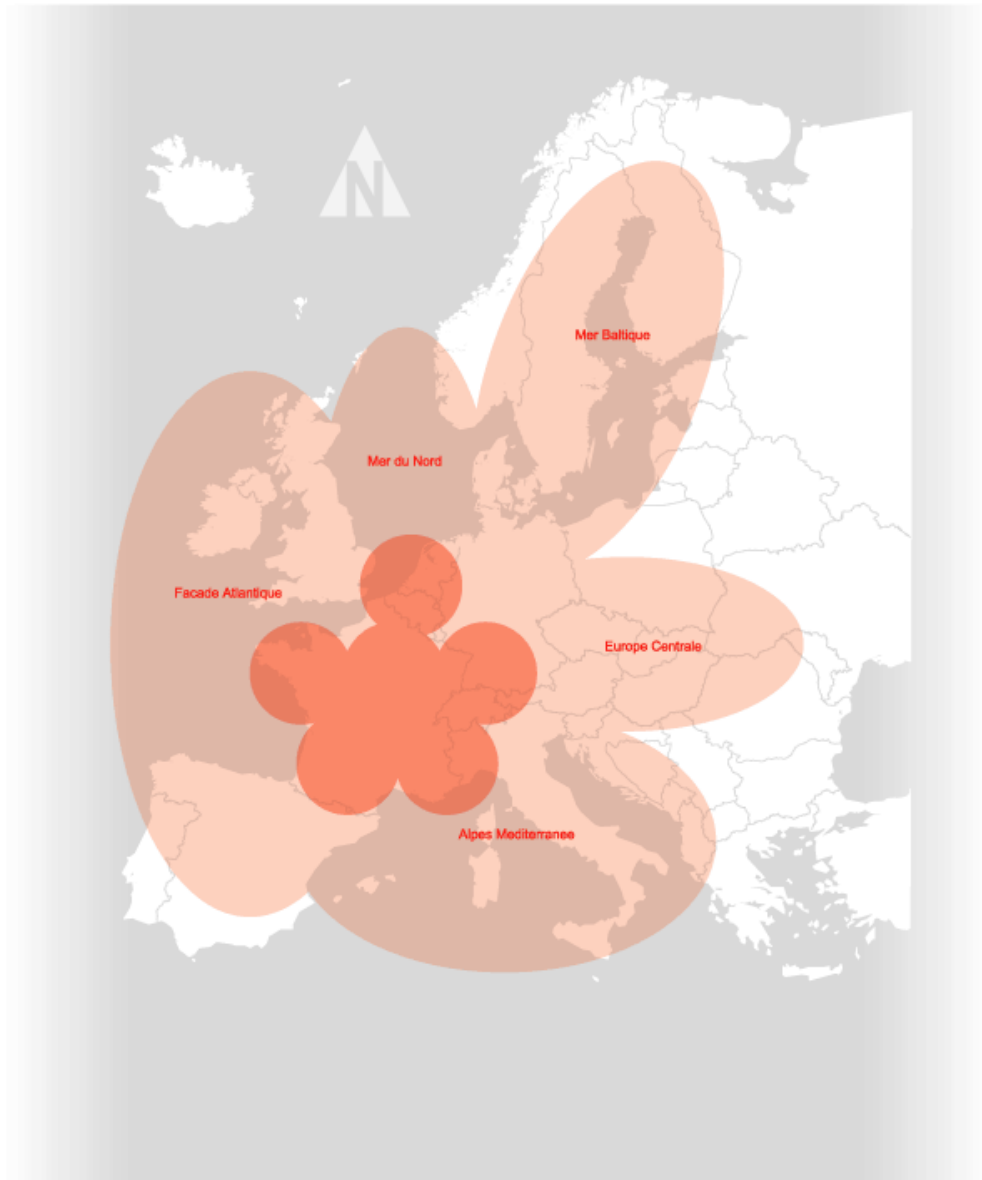 N
Mer Baltique
Mer du Nord
Facade Atlantique
Europe Centrale
Alpes Mediterranee